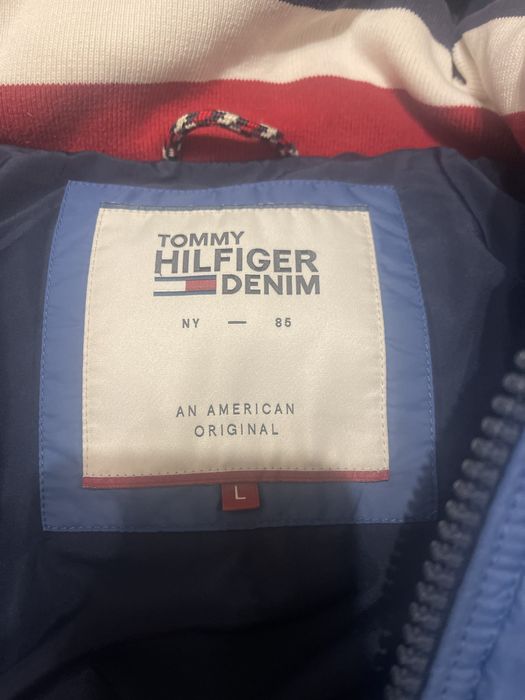 TOMMY
HILFIGER
DENIM
NY — 85
AN AMERICAN
ORIGINAL
L